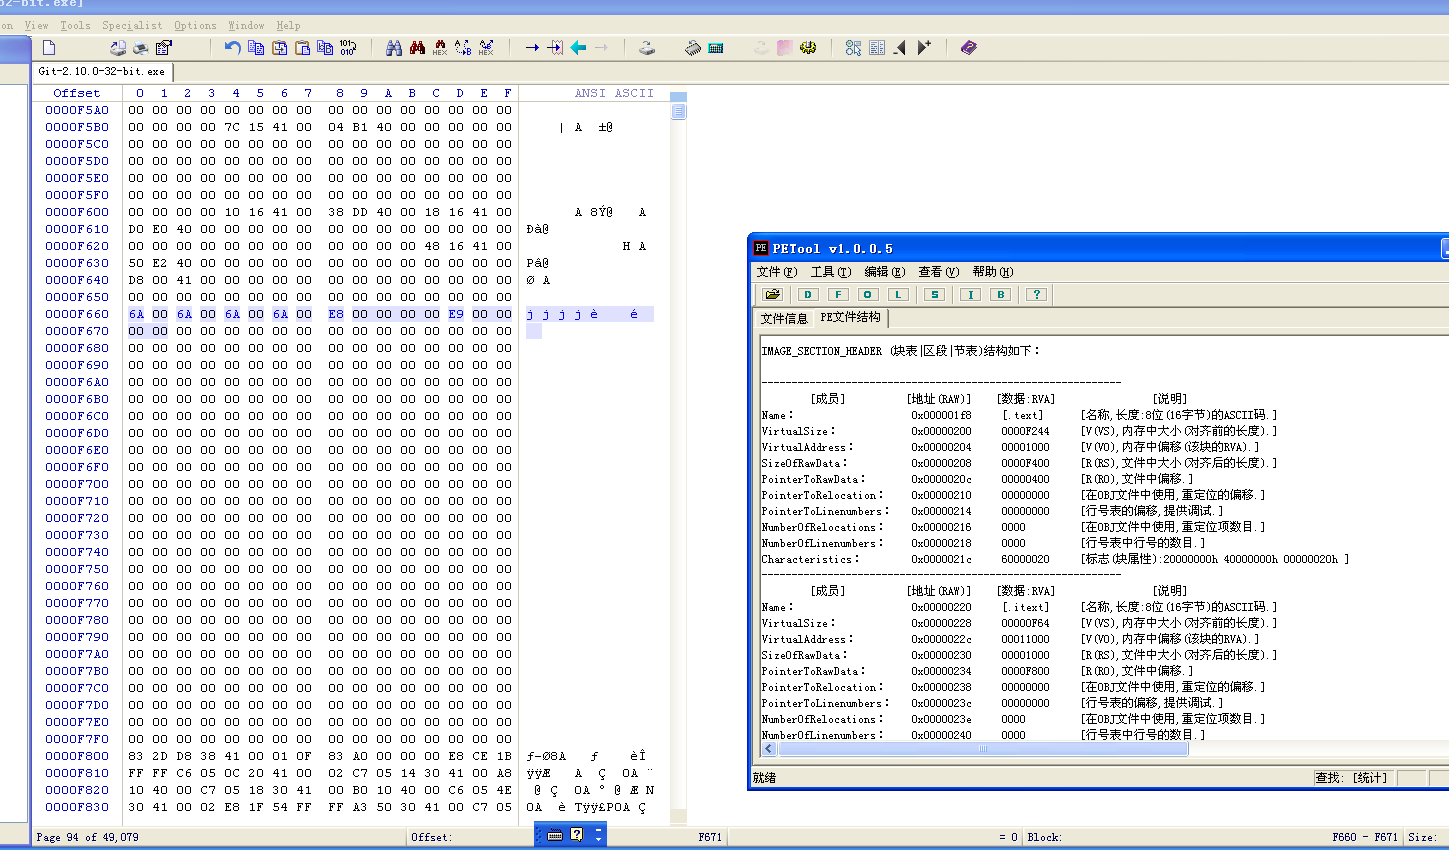 02-bit.exe]
on View Tools Specialist Options Window Help
Git-2.10.0-32-bit.exe
Offset 0 1 2 3 4 5 6 7 8 9 A B C D E F ANSI ASCII
0000F5A0 00 00 00 00 00 00 00 00 00 00 00 00 00 00 00 00
0000F5B0 00 00 00 00 7C 15 41 00 04 B1 40 00 00 00 00 00 | A ±@
0000F5C0 00 00 00 00 00 00 00 00 00 00 00 00 00 00 00 00
0000F5D0 00 00 00 00 00 00 00 00 00 00 00 00 00 00 00 00
0000F5E0 00 00 00 00 00 00 00 00 00 00 00 00 00 00 00 00
0000F5F0 00 00 00 00 00 00 00 00 00 00 00 00 00 00 00 00
0000F600 00 00 00 00 10 16 41 00 38 DD 40 00 18 16 41 00 A 8Ý@ A
0000F610 D0 E0 40 00 00 00 00 00 00 00 00 00 00 00 00 00 Ðà@
0000F620 00 00 00 00 00 00 00 00 00 00 00 00 48 16 41 00 H A
0000F630 50 E2 40 00 00 00 00 00 00 00 00 00 00 00 00 00 Pâ@
0000F640 D8 00 41 00 00 00 00 00 00 00 00 00 00 00 00 00 Ø A
0000F650 00 00 00 00 00 00 00 00 00 00 00 00 00 00 00 00
0000F660 6A 00 6A 00 6A 00 6A 00 E8 00 00 00 00 E9 00 00 j j j j è é
0000F670 00 00 00 00 00 00 00 00 00 00 00 00 00 00 00 00
0000F680 00 00 00 00 00 00 00 00 00 00 00 00 00 00 00 00
0000F690 00 00 00 00 00 00 00 00 00 00 00 00 00 00 00 00
0000F6A0 00 00 00 00 00 00 00 00 00 00 00 00 00 00 00 00
0000F6B0 00 00 00 00 00 00 00 00 00 00 00 00 00 00 00 00
0000F6C0 00 00 00 00 00 00 00 00 00 00 00 00 00 00 00 00
0000F6D0 00 00 00 00 00 00 00 00 00 00 00 00 00 00 00 00
0000F6E0 00 00 00 00 00 00 00 00 00 00 00 00 00 00 00 00
0000F6F0 00 00 00 00 00 00 00 00 00 00 00 00 00 00 00 00
0000F700 00 00 00 00 00 00 00 00 00 00 00 00 00 00 00 00
0000F710 00 00 00 00 00 00 00 00 00 00 00 00 00 00 00 00
0000F720 00 00 00 00 00 00 00 00 00 00 00 00 00 00 00 00
0000F730 00 00 00 00 00 00 00 00 00 00 00 00 00 00 00 00
0000F740 00 00 00 00 00 00 00 00 00 00 00 00 00 00 00 00
0000F750 00 00 00 00 00 00 00 00 00 00 00 00 00 00 00 00
0000F760 00 00 00 00 00 00 00 00 00 00 00 00 00 00 00 00
0000F770 00 00 00 00 00 00 00 00 00 00 00 00 00 00 00 00
0000F780 00 00 00 00 00 00 00 00 00 00 00 00 00 00 00 00
0000F790 00 00 00 00 00 00 00 00 00 00 00 00 00 00 00 00
0000F7A0 00 00 00 00 00 00 00 00 00 00 00 00 00 00 00 00
0000F7B0 00 00 00 00 00 00 00 00 00 00 00 00 00 00 00 00
0000F7C0 00 00 00 00 00 00 00 00 00 00 00 00 00 00 00 00
0000F7D0 00 00 00 00 00 00 00 00 00 00 00 00 00 00 00 00
0000F7E0 00 00 00 00 00 00 00 00 00 00 00 00 00 00 00 00
0000F7F0 00 00 00 00 00 00 00 00 00 00 00 00 00 00 00 00
0000F800 83 2D D8 38 41 00 01 0F 83 A0 00 00 00 E8 CE 1B ƒ-Ø8A ƒ èÎ
0000F810 FF FF C6 05 0C 20 41 00 02 C7 05 14 30 41 00 A8 ÿÿÆ A Ç 0A ¨
0000F820 10 40 00 C7 05 18 30 41 00 B0 10 40 00 C6 05 4E @ Ç 0A ° @ Æ N
0000F830 30 41 00 02 E8 1F 54 FF FF A3 50 30 41 00 C7 05 0A è Tÿÿ£P0A Ç
Page 94 of 49,079 Offset: F671 = 0 Block: F660 - F671 Size:
PE PETool v1.0.0.5
文件(F) 工具(T) 编辑(E) 查看(V) 帮助(H)
D F O L S I B ?
文件信息 PE文件结构
IMAGE_SECTION_HEADER (块表|区段|节表)结构如下：
------------------------------------------------------------
[成员] [地址(RAW)] [数据:RVA] [说明]
Name： 0x000001f8 [.text] [名称,长度:8位(16字节)的ASCII码.]
VirtualSize： 0x00000200 0000F244 [V(VS),内存中大小(对齐前的长度).]
VirtualAddress： 0x00000204 00001000 [V(VO),内存中偏移(该块的RVA).]
SizeOfRawData： 0x00000208 0000F400 [R(RS),文件中大小(对齐后的长度).]
PointerToRawData： 0x0000020c 00000400 [R(RO),文件中偏移.]
PointerToRelocation： 0x00000210 00000000 [在OBJ文件中使用,重定位的偏移.]
PointerToLinenumbers： 0x00000214 00000000 [行号表的偏移,提供调试.]
NumberOfRelocations： 0x00000216 0000 [在OBJ文件中使用,重定位项数目.]
NumberOfLinenumbers： 0x00000218 0000 [行号表中行号的数目.]
Characteristics： 0x0000021c 60000020 [标志(块属性):20000000h 40000000h 00000020h ]
------------------------------------------------------------
[成员] [地址(RAW)] [数据:RVA] [说明]
Name： 0x00000220 [.itext] [名称,长度:8位(16字节)的ASCII码.]
VirtualSize： 0x00000228 00000F64 [V(VS),内存中大小(对齐前的长度).]
VirtualAddress： 0x0000022c 00011000 [V(VO),内存中偏移(该块的RVA).]
SizeOfRawData： 0x00000230 00001000 [R(RS),文件中大小(对齐后的长度).]
PointerToRawData： 0x00000234 0000F800 [R(RO),文件中偏移.]
PointerToRelocation： 0x00000238 00000000 [在OBJ文件中使用,重定位的偏移.]
PointerToLinenumbers： 0x0000023c 00000000 [行号表的偏移,提供调试.]
NumberOfRelocations： 0x0000023e 0000 [在OBJ文件中使用,重定位项数目.]
NumberOfLinenumbers： 0x00000240 0000 [行号表中行号的数目.]
就绪 查找: [统计]